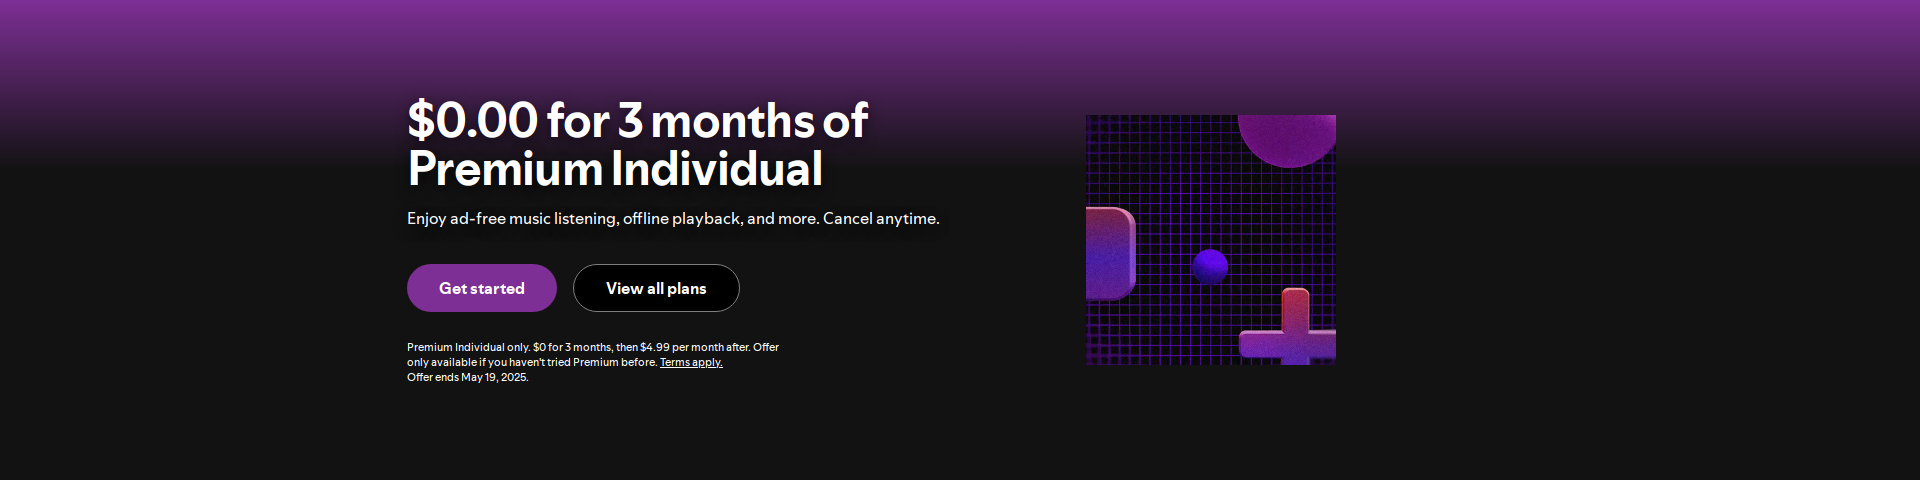 $0.00 for 3 months of
Premium Individual
Enjoy ad-free music listening, offline playback, and more. Cancel anytime.
Get started
View all plans
Premium Individual only. $0 for 3 months, then $4.99 per month after. Offer
only available if you haven't tried Premium before. Terms apply.
Offer ends May 19, 2025.